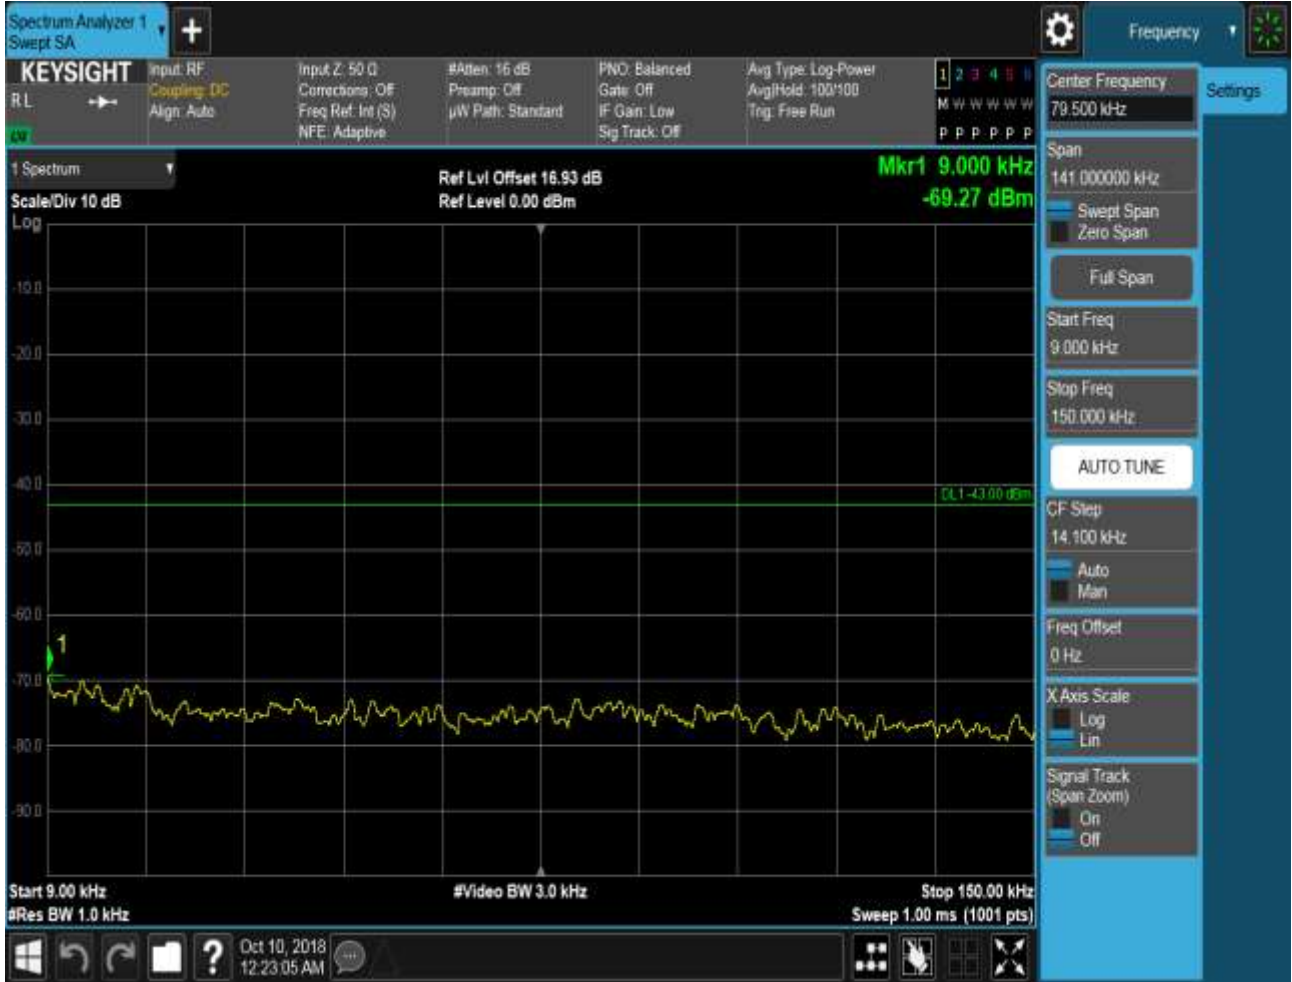 Spectrum Analyzer 1
Swept SA
+
Frequency
KEYSIGHT
RL
Input: RF
Coupling: DC
Align: Auto
Input Z: 50 Ω
Corrections: Off
Freq Ref: Int (S)
NFE: Adaptive
#Atten: 16 dB
Preamp: Off
µW Path: Standard
PNO: Balanced
Gate: Off
IF Gain: Low
Sig Track: Off
Avg Type: Log-Power
Avg|Hold: 100/100
Trig: Free Run
1 2 3 4 5 6
M W W W W W
P P P P P P
1 Spectrum
Scale/Div 10 dB
Log
Ref Lvl Offset 16.93 dB
Ref Level 0.00 dBm
Mkr1 9.000 kHz
-69.27 dBm
-10.0
-20.0
-30.0
-40.0
DL1 -43.00 dBm
-50.0
-60.0
1
-70.0
-80.0
-90.0
Start 9.00 kHz
#Video BW 3.0 kHz
Stop 150.00 kHz
#Res BW 1.0 kHz
Sweep 1.00 ms (1001 pts)
?
Oct 10, 2018
12:23:05 AM
Center Frequency
79.500 kHz
Settings
Span
141.000000 kHz
Swept Span
Zero Span
Full Span
Start Freq
9.000 kHz
Stop Freq
150.000 kHz
AUTO TUNE
CF Step
14.100 kHz
Auto
Man
Freq Offset
0 Hz
X Axis Scale
Log
Lin
Signal Track
(Span Zoom)
On
Off